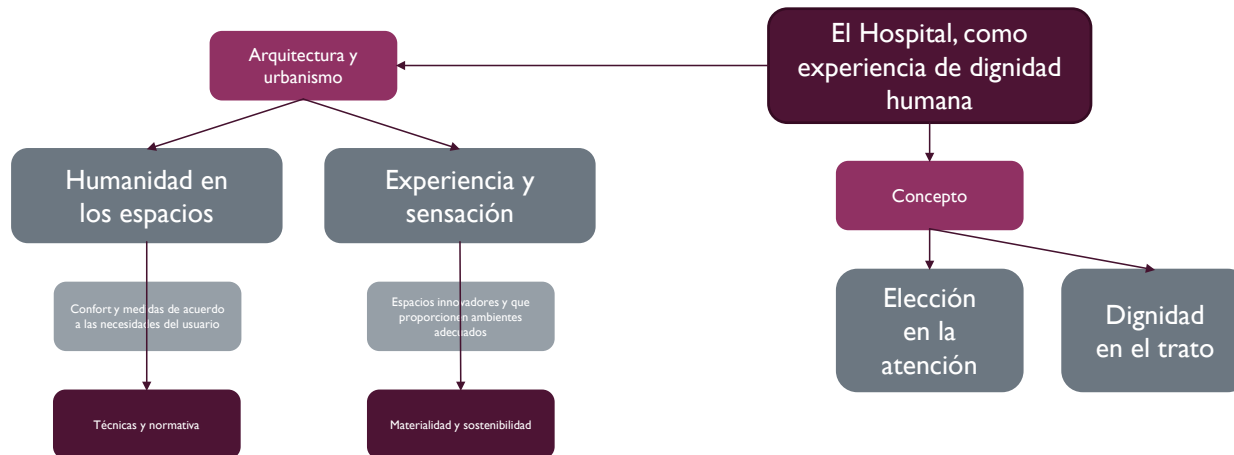 El Hospital, como
experiencia de dignidad
humana
Arquitectura y
urbanismo
Humanidad en
los espacios
Experiencia y
sensación
Concepto
Confort y medidas de acuerdo
a las necesidades del usuario
Espacios innovadores y que
proporcionen ambientes
adecuados
Elección
en la
atención
Dignidad
en el trato
Técnicas y normativa
Materialidad y sostenibilidad